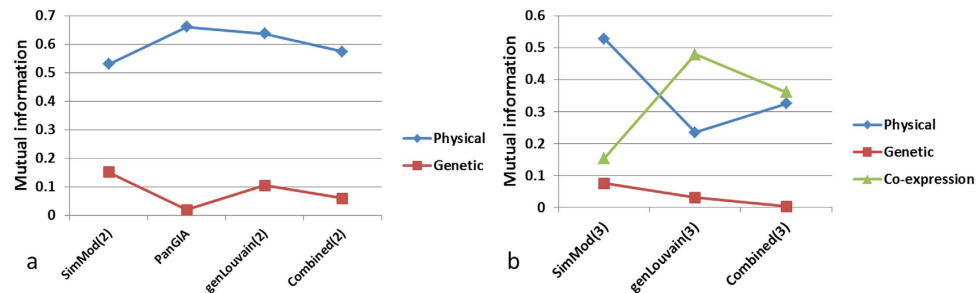 Mutual information
0.7
0.6
0.5
0.4
0.3
0.2
0.1
0
SimMod(2)
PanGIA
genLouvain(2)
Combined(2)
Physical
Genetic
a
Mutual information
0.6
0.5
0.4
0.3
0.2
0.1
0
SimMod(3)
genLouvain(3)
Combined(3)
Physical
Genetic
Co-expression
b